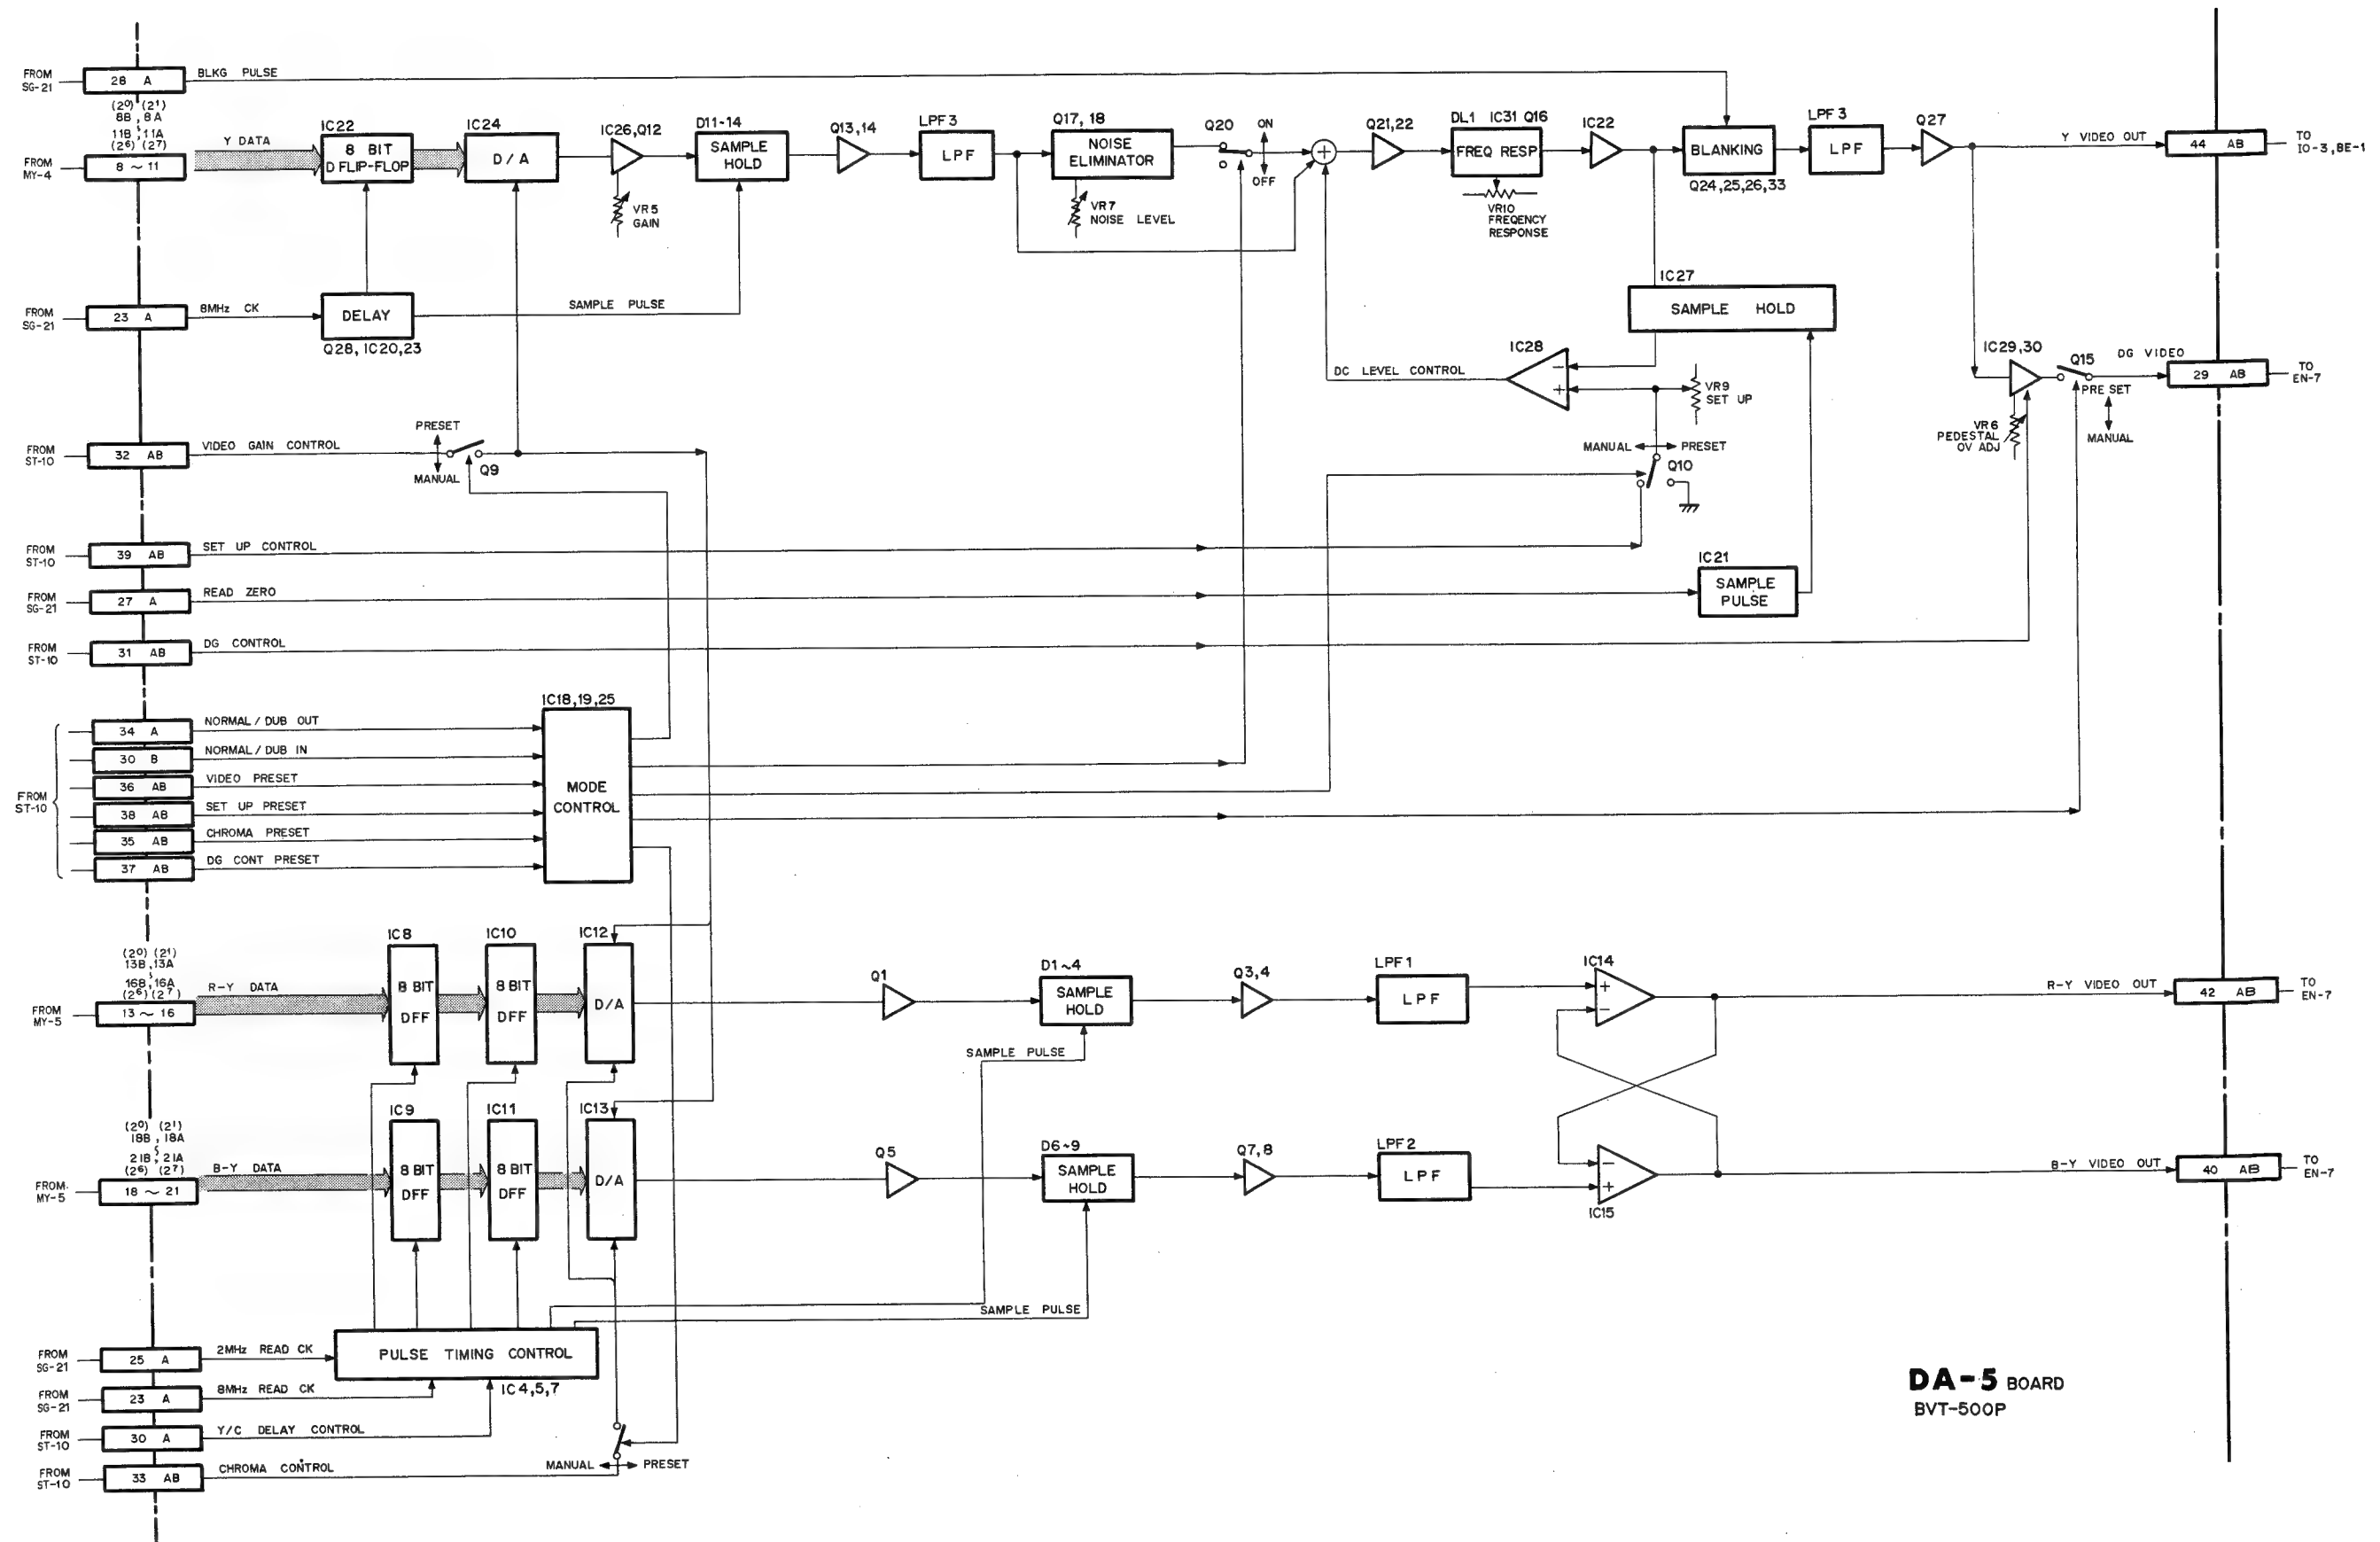 FROM
SG-21
28 A
BLKG PULSE
(2⁰) (2¹)
8B , 8A
11B , 11A
(2⁶) (2⁷)
FROM
MY-4
8 ~ 11
Y DATA
IC22
8 BIT
D FLIP-FLOP
IC24
D/A
IC26,Q12
VR5
GAIN
D11-14
SAMPLE
HOLD
Q13,14
LPF3
LPF
Q17, 18
NOISE
ELIMINATOR
VR7
NOISE LEVEL
Q20
ON
OFF
+
Q21,22
DL1 IC31 Q16
FREQ RESP
VR10
FREQENCY
RESPONSE
IC22
BLANKING
Q24,25,26,33
LPF3
LPF
Q27
Y VIDEO OUT
44 AB
TO
IO-3,BE-1
FROM
SG-21
23 A
8MHz CK
DELAY
Q28, IC20,23
SAMPLE PULSE
IC27
SAMPLE HOLD
IC28
-
+
DC LEVEL CONTROL
VR9
SET UP
IC29,30
VR6
PEDESTAL
OV ADJ
Q15
DG VIDEO
PRE SET
MANUAL
29 AB
TO
EN-7
FROM
ST-10
32 AB
VIDEO GAIN CONTROL
PRESET
MANUAL
Q9
MANUAL PRESET
Q10
FROM
ST-10
39 AB
SET UP CONTROL
FROM
SG-21
27 A
READ ZERO
IC21
SAMPLE
PULSE
FROM
ST-10
31 AB
DG CONTROL
FROM
ST-10
34 A
NORMAL / DUB OUT
30 B
NORMAL / DUB IN
36 AB
VIDEO PRESET
38 AB
SET UP PRESET
35 AB
CHROMA PRESET
37 AB
DG CONT PRESET
IC18,19,25
MODE
CONTROL
(2⁰) (2¹)
13B ,13A
16B,16A
(2⁶)(2⁷)
FROM
MY-5
13 ~ 16
R-Y DATA
IC8
8 BIT
DFF
IC10
8 BIT
DFF
IC12
D/A
Q1
D1~4
SAMPLE
HOLD
SAMPLE PULSE
Q3,4
LPF1
LPF
IC14
+
-
R-Y VIDEO OUT
42 AB
TO
EN-7
(2⁰) (2¹)
18B , 18A
21B , 21A
(2⁶) (2⁷)
FROM
MY-5
18 ~ 21
B-Y DATA
IC9
8 BIT
DFF
IC11
8 BIT
DFF
IC13
D/A
Q5
D6~9
SAMPLE
HOLD
SAMPLE PULSE
Q7,8
LPF2
LPF
-
+
IC15
B-Y VIDEO OUT
40 AB
TO
EN-7
FROM
SG-21
25 A
2MHz READ CK
PULSE TIMING CONTROL
IC4,5,7
FROM
SG-21
23 A
8MHz READ CK
FROM
ST-10
30 A
Y/C DELAY CONTROL
FROM
ST-10
33 AB
CHROMA CONTROL
MANUAL PRESET
DA-5 BOARD
BVT-500P